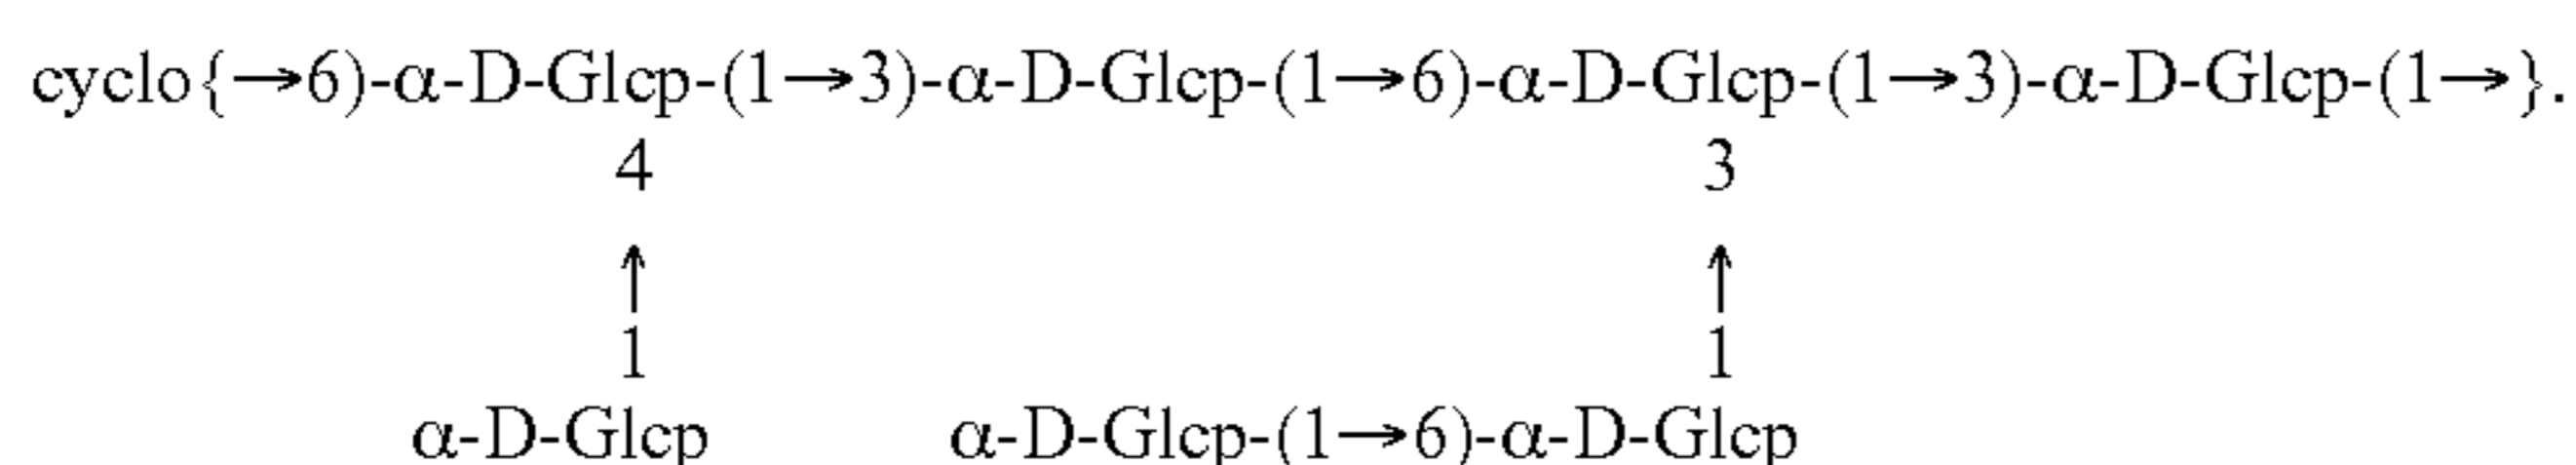 cyclo{→6)-α-D-Glcp-(1→3)-α-D-Glcp-(1→6)-α-D-Glcp-(1→3)-α-D-Glcp-(1→}.
4 3
↑ ↑
1 1
α-D-Glcp α-D-Glcp-(1→6)-α-D-Glcp